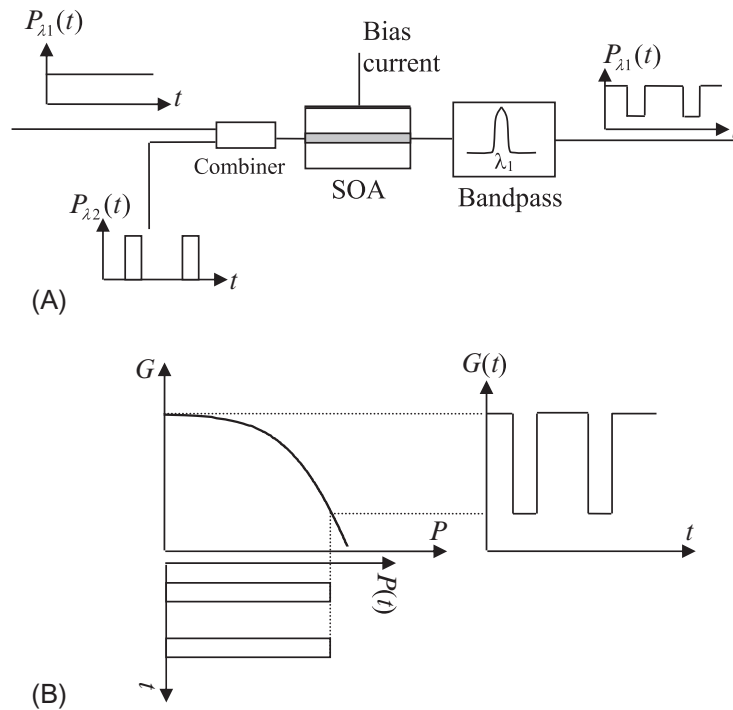 Pλ1(t)
t
Bias
current
Pλ1(t)
Combiner
SOA
λ1
Bandpass
Pλ2(t)
t
(A)
G
G(t)
P
t
P(t)
t
(B)